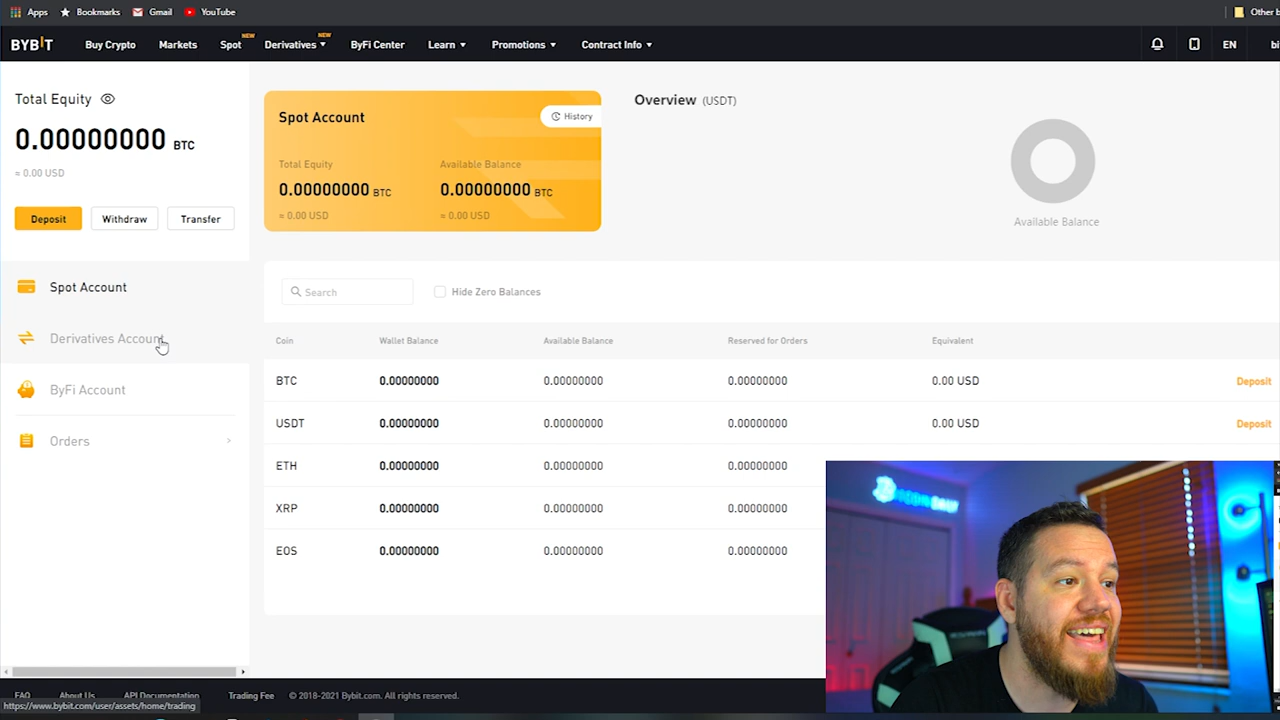 Apps Bookmarks Gmail YouTube Other b
BYBIT Buy Crypto Markets Spot NEW Derivatives NEW ByFi Center Learn Promotions Contract Info EN bi
Total Equity
0.00000000 BTC
≈ 0.00 USD
Deposit Withdraw Transfer
Spot Account
Derivatives Account
ByFi Account
Orders
Spot Account
History
Total Equity Available Balance
0.00000000 BTC 0.00000000 BTC
≈ 0.00 USD ≈ 0.00 USD
Overview (USDT)
Available Balance
Search Hide Zero Balances
Coin Wallet Balance Available Balance Reserved for Orders Equivalent
BTC 0.00000000 0.00000000 0.00000000 0.00 USD Deposit
USDT 0.00000000 0.00000000 0.00000000 0.00 USD Deposit
ETH 0.00000000 0.00000000 0.00000000
XRP 0.00000000 0.00000000 0.00000000
EOS 0.00000000 0.00000000 0.00000000
FAQ About Us API Documentation Trading Fee © 2018-2021 Bybit.com. All rights reserved.
https://www.bybit.com/user/assets/home/trading